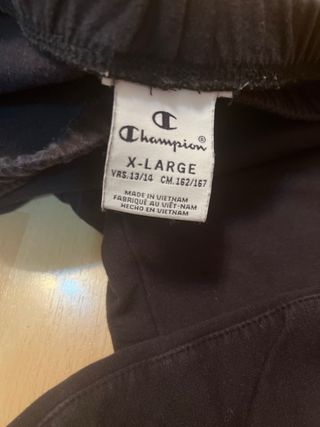 Champion®
X-LARGE
YRS.13/14 CM.162/167
MADE IN VIETNAM
FABRIQUÉ AU VIÊT-NAM
HECHO EN VIETNAM